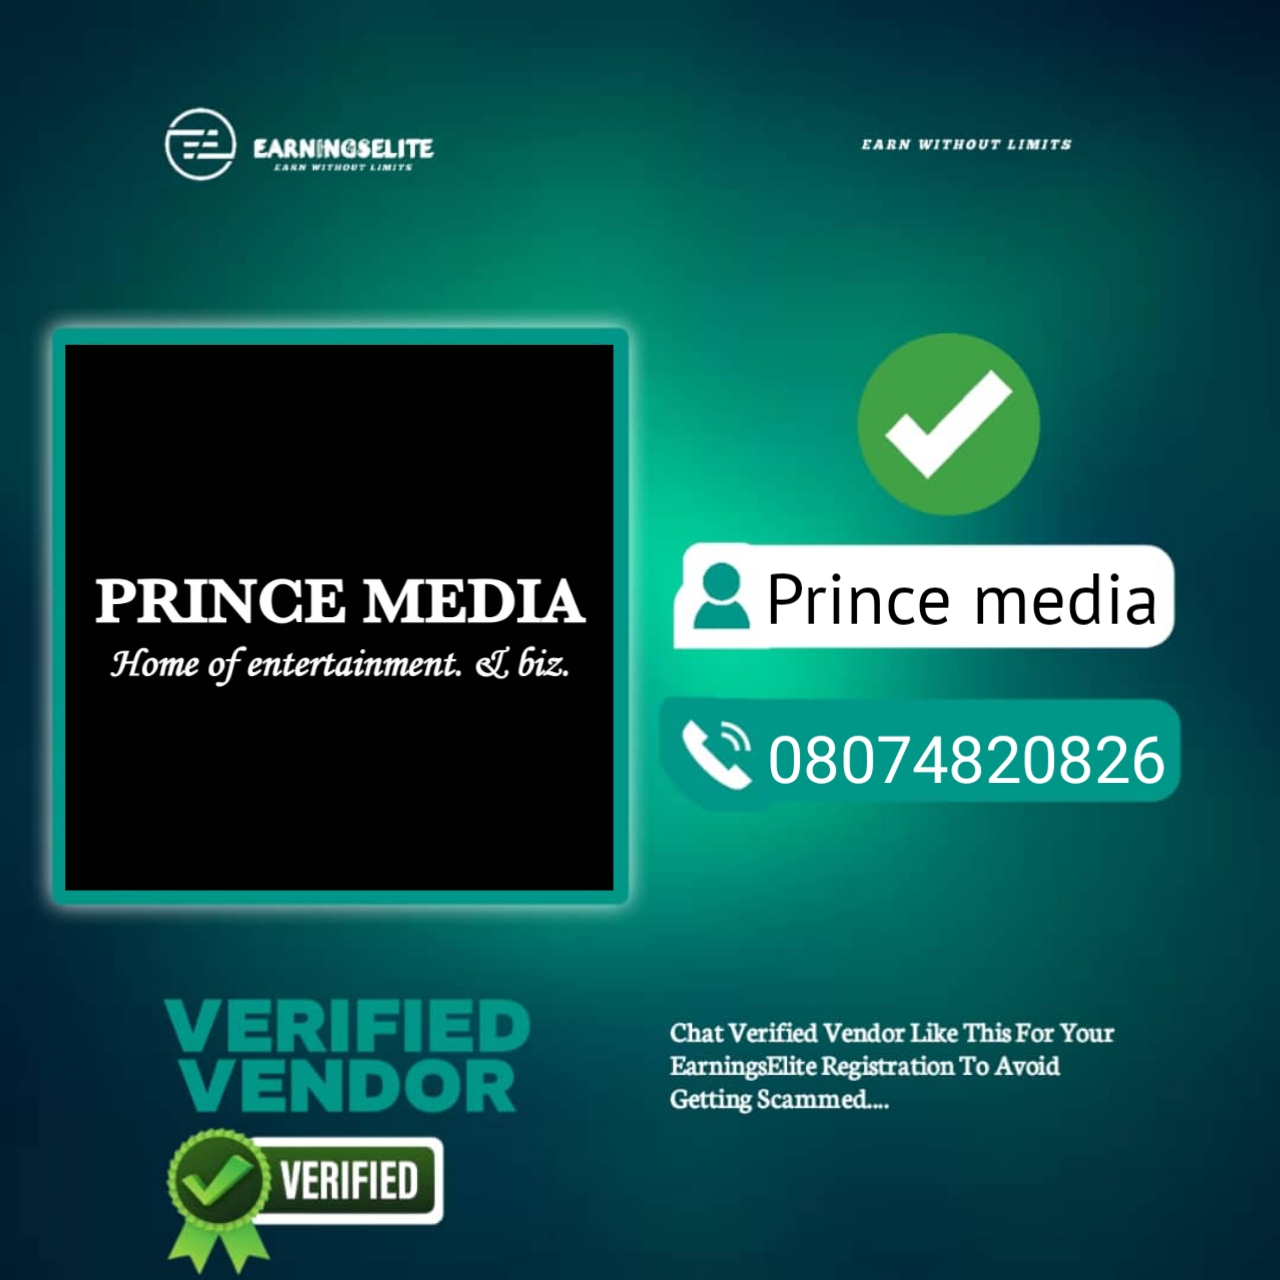 EARNINGSELITE
EARN WITHOUT LIMITS
EARN WITHOUT LIMITS
PRINCE MEDIA
Home of entertainment. & biz.
Prince media
08074820826
VERIFIED
VENDOR
VERIFIED
Chat Verified Vendor Like This For Your
EarningsElite Registration To Avoid
Getting Scammed....